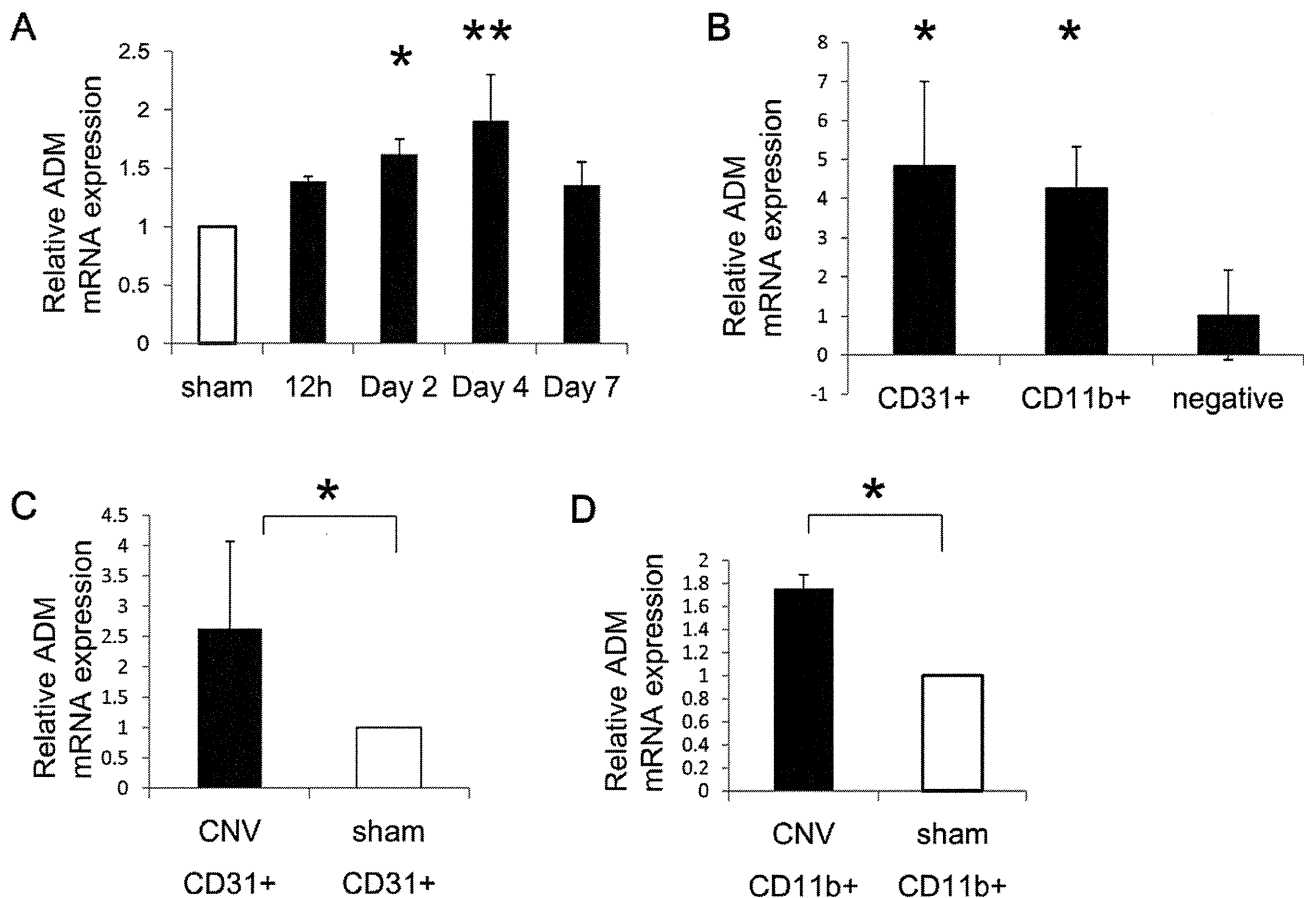 A
Relative ADM
mRNA expression
2.5
2
1.5
1
0.5
0
*
**
sham 12h Day 2 Day 4 Day 7
B
Relative ADM
mRNA expression
8
7
6
5
4
3
2
1
0
-1
*
*
CD31+ CD11b+ negative
C
Relative ADM
mRNA expression
4.5
4
3.5
3
2.5
2
1.5
1
0.5
0
*
CNV sham
CD31+ CD31+
D
Relative ADM
mRNA expression
2
1.8
1.6
1.4
1.2
1
0.8
0.6
0.4
0.2
0
*
CNV sham
CD11b+ CD11b+